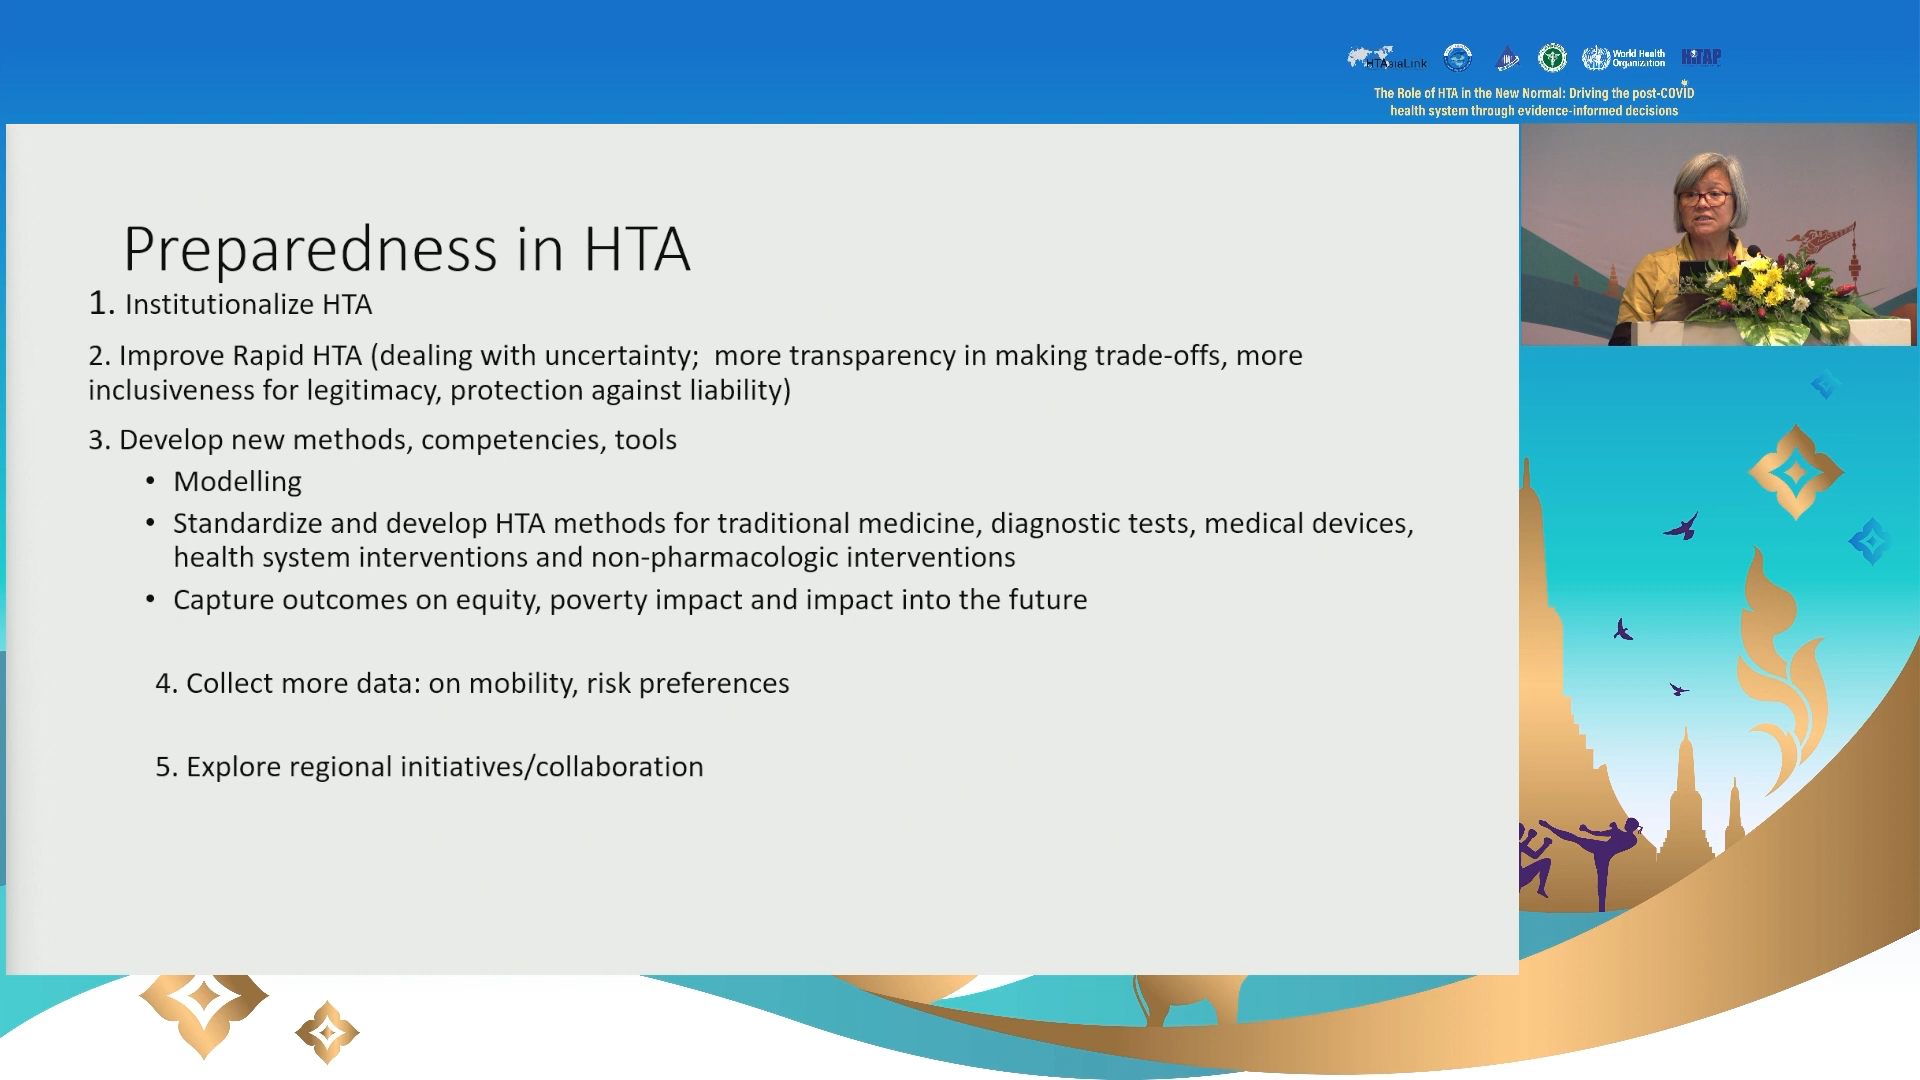 HTAsiaLink
World Health
Organization
HiTAP
The Role of HTA in the New Normal: Driving the post-COVID
health system through evidence-informed decisions
Preparedness in HTA
1. Institutionalize HTA
2. Improve Rapid HTA (dealing with uncertainty;  more transparency in making trade-offs, more
inclusiveness for legitimacy, protection against liability)
3. Develop new methods, competencies, tools
• Modelling
• Standardize and develop HTA methods for traditional medicine, diagnostic tests, medical devices,
health system interventions and non-pharmacologic interventions
• Capture outcomes on equity, poverty impact and impact into the future
4. Collect more data: on mobility, risk preferences
5. Explore regional initiatives/collaboration